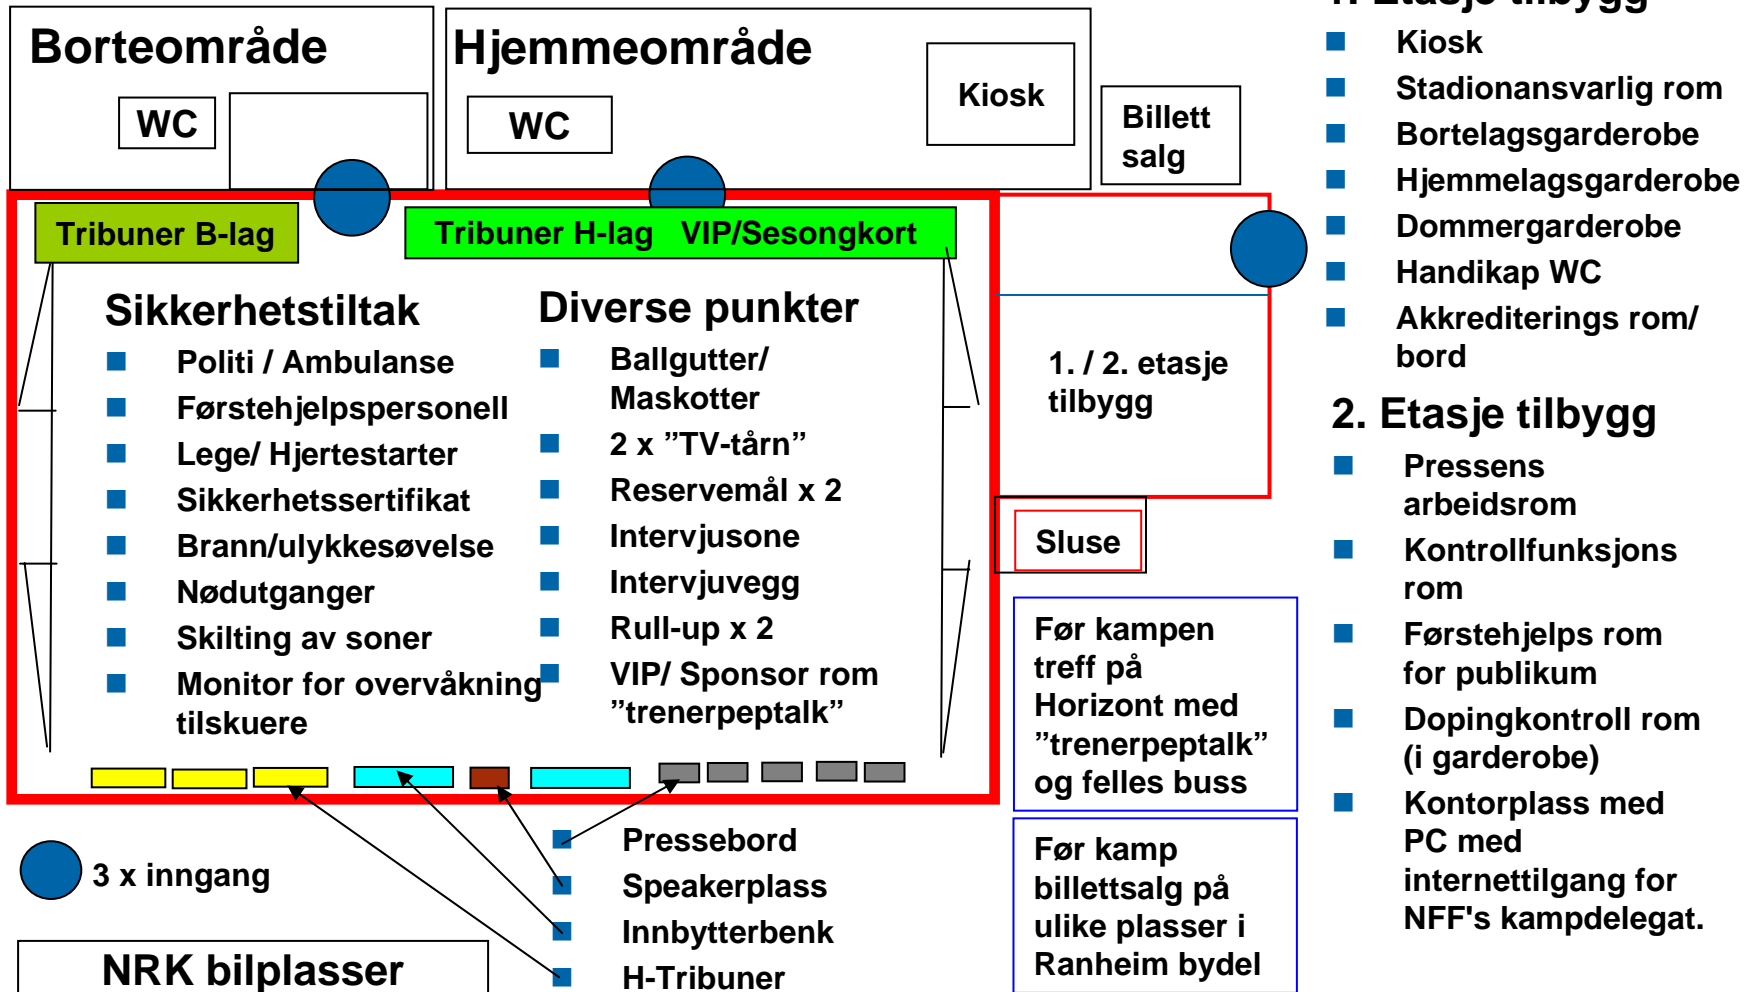 Borteområde
WC
Hjemmeområde
WC
Kiosk
Billett
salg
Tribuner B-lag
Tribuner H-lag VIP/Sesongkort
Sikkerhetstiltak
Politi / Ambulanse
Førstehjelpspersonell
Lege/ Hjertestarter
Sikkerhetssertifikat
Brann/ulykkesøvelse
Nødutganger
Skilting av soner
Monitor for overvåkning
tilskuere
Diverse punkter
Ballgutter/
Maskotter
2 x ”TV-tårn”
Reservemål x 2
Intervjusone
Intervjuvegg
Rull-up x 2
VIP/ Sponsor rom
”trenerpeptalk”
1. / 2. etasje
tilbygg
Sluse
Før kampen
treff på
Horizont med
”trenerpeptalk”
og felles buss
Før kamp
billettsalg på
ulike plasser i
Ranheim bydel
3 x inngang
NRK bilplasser
Pressebord
Speakerplass
Innbytterbenk
H-Tribuner
1. Etasje tilbygg
Kiosk
Stadionansvarlig rom
Bortelagsgarderobe
Hjemmelagsgarderobe
Dommergarderobe
Handikap WC
Akkrediterings rom/
bord
2. Etasje tilbygg
Pressens
arbeidsrom
Kontrollfunksjons
rom
Førstehjelps rom
for publikum
Dopingkontroll rom
(i garderobe)
Kontorplass med
PC med
internettilgang for
NFF's kampdelegat.